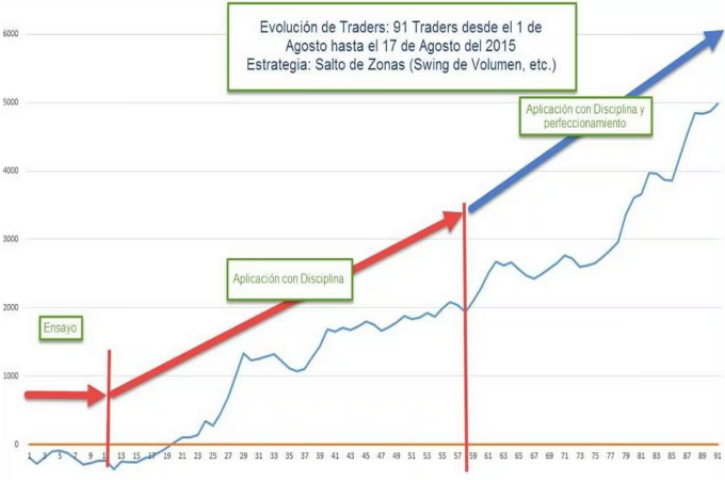 Evolución de Traders: 91 Traders desde el 1 de
Agosto hasta el 17 de Agosto del 2015
Estrategia: Salto de Zonas (Swing de Volumen, etc.)
6000
5000
Aplicación con Disciplina y
perfeccionamiento
4000
3000
Aplicación con Disciplina
2000
Ensayo
1000
0
1 3 5 7 9 11 13 15 17 19 21 23 25 27 29 31 33 35 37 39 41 43 45 47 49 51 53 55 57 59 61 63 65 67 69 71 73 75 77 79 81 83 85 87 89 91